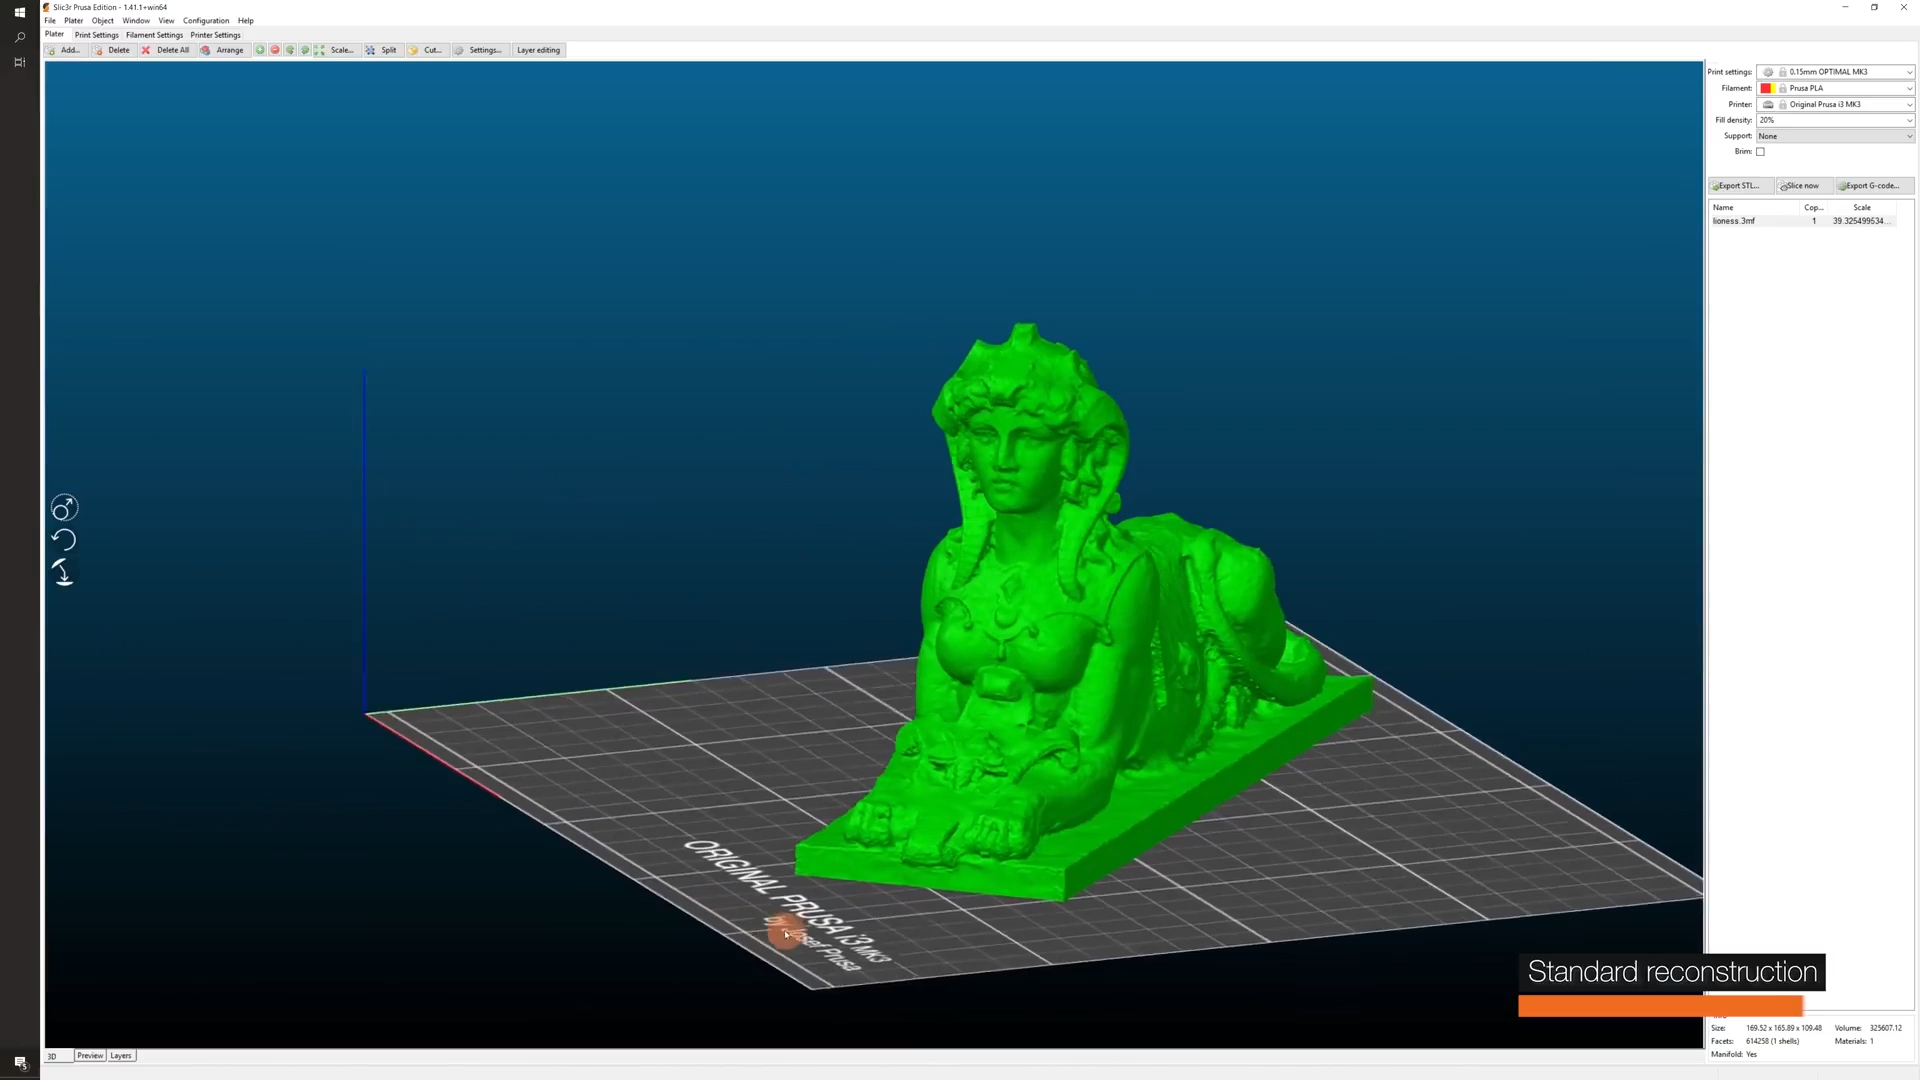 Slic3r Prusa Edition - 1.41.1+win64
File Plater Object Window View Configuration Help
Plater Print Settings Filament Settings Printer Settings
Add... Delete Delete All Arrange Scale... Split Cut... Settings... Layer editing
Print settings: 0.15mm OPTIMAL MK3
Filament: Prusa PLA
Printer: Original Prusa i3 MK3
Fill density: 20%
Support: None
Brim:
Export STL... Slice now Export G-code...
Name Cop... Scale
lioness.3mf 1 39.325499534...
ORIGINAL PRUSA i3 MK3
by Josef Prusa
Standard reconstruction
Size: 169.52 x 165.89 x 109.48 Volume: 325607.12
Facets: 614258 (1 shells) Materials: 1
Manifold: Yes
3D Preview Layers